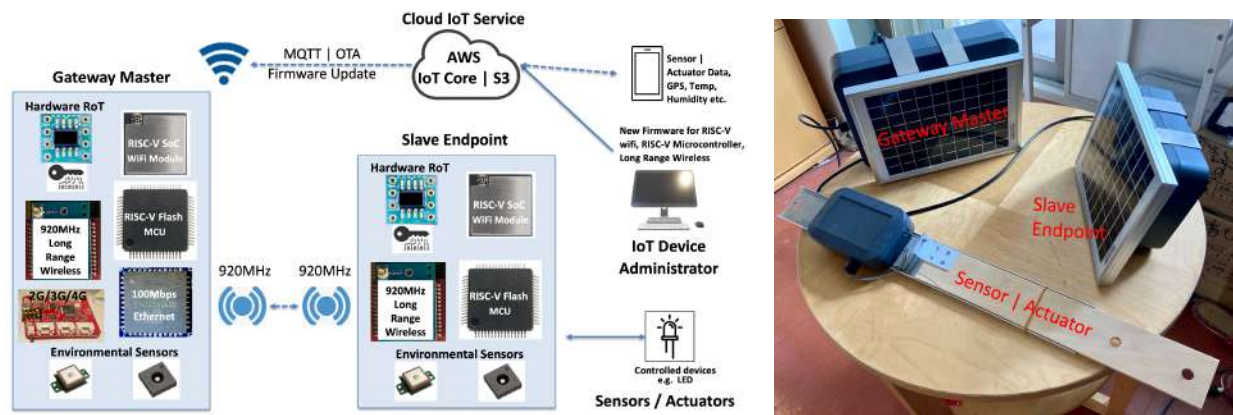 Cloud IoT Service
AWS
IoT Core | S3
MQTT | OTA
Firmware Update
Sensor |
Actuator Data,
GPS, Temp,
Humidity etc.
Gateway Master
Hardware RoT
RISC-V SoC
WiFi Module
10101011
920MHz
Long
Range
Wireless
RISC-V Flash
MCU
2G/3G/4G
100Mbps
Ethernet
Environmental Sensors
920MHz
920MHz
Slave Endpoint
Hardware RoT
RISC-V SoC
WiFi Module
10101011
920MHz
Long
Range
Wireless
RISC-V Flash
MCU
Environmental Sensors
New Firmware for RISC-V
wifi, RISC-V Microcontroller,
Long Range Wireless
IoT Device
Administrator
Controlled devices
e.g. LED
Sensors / Actuators
Gateway Master
Slave
Endpoint
Sensor | Actuator